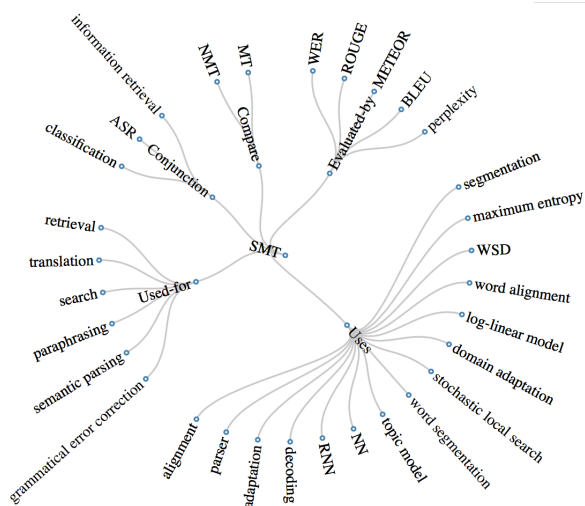 SMT
Compare
NMT
MT
Evaluated-by
WER
ROUGE
METEOR
BLEU
perplexity
Uses
segmentation
maximum entropy
WSD
word alignment
log-linear model
domain adaptation
stochastic local search
word segmentation
topic model
NN
RNN
decoding
adaptation
parser
alignment
Used-for
grammatical error correction
semantic parsing
paraphrasing
search
translation
retrieval
Conjunction
classification
ASR
information retrieval